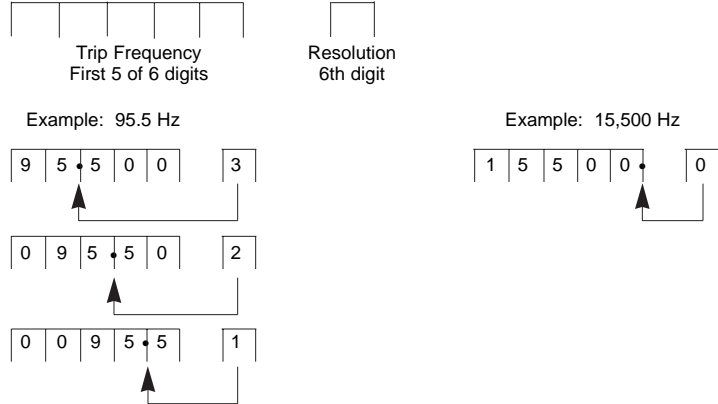 Trip Frequency
First 5 of 6 digits
Resolution
6th digit
Example: 95.5 Hz
9 5 . 5 0 0 3
0 9 5 . 5 0 2
0 0 9 5 . 5 1
Example: 15,500 Hz
1 5 5 0 0 . 0